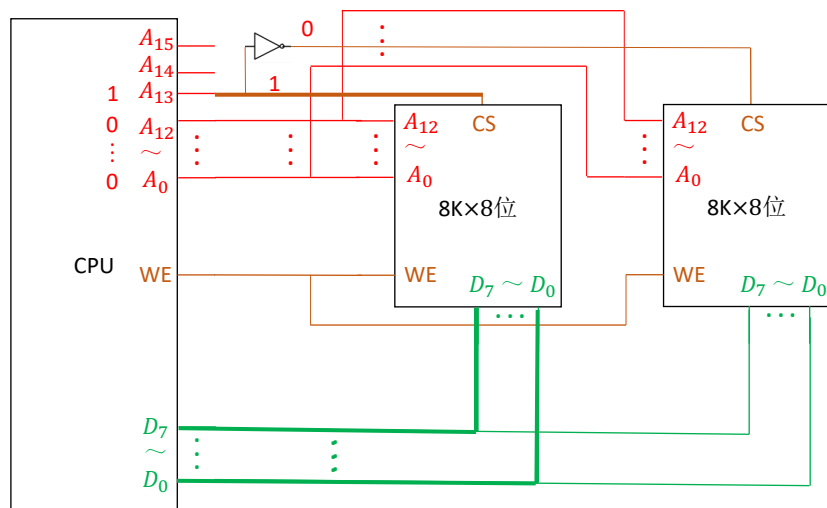 A₁₅
0
A₁₄
1 A₁₃ 1
0 A₁₂ A₁₂ CS A₁₂ CS
⋮ ～ ～ ～
0 A₀ A₀ A₀
8K×8位 8K×8位
CPU WE WE WE
D₇ ～ D₀ D₇ ～ D₀
D₇
～
D₀